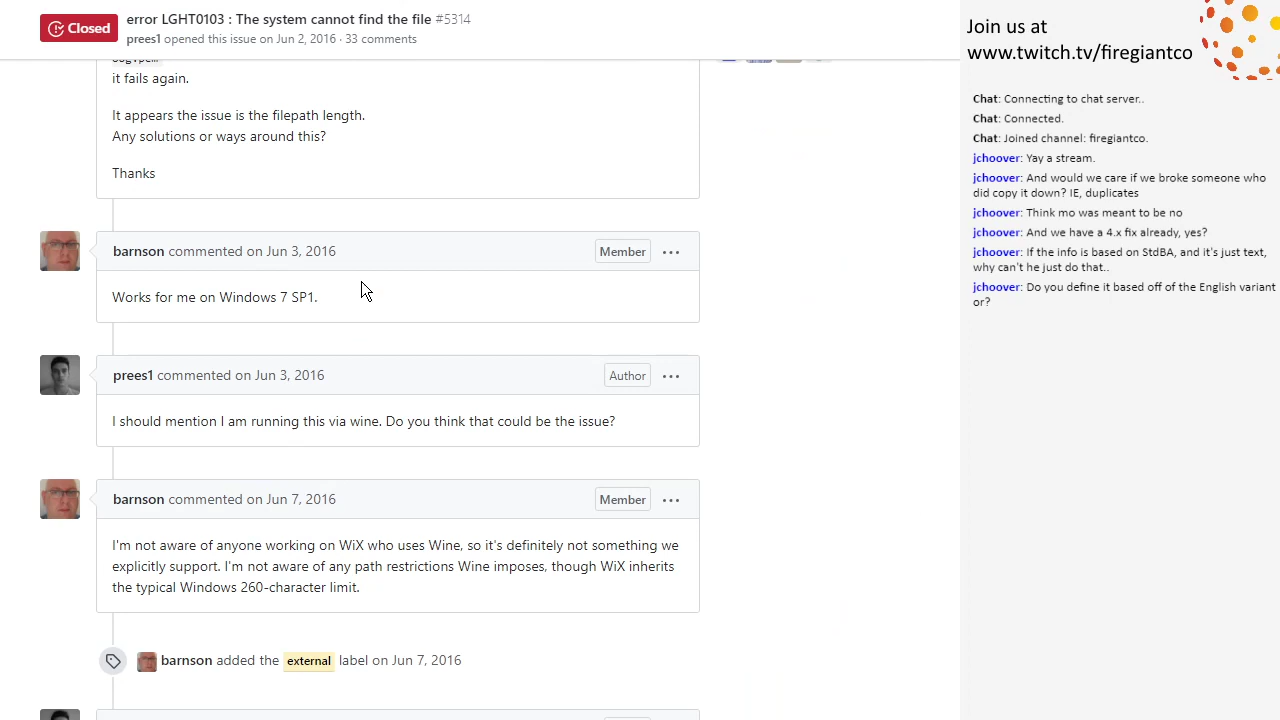 Closed
error LGHT0103 : The system cannot find the file #5314
prees1 opened this issue on Jun 2, 2016 · 33 comments
it fails again.
It appears the issue is the filepath length.
Any solutions or ways around this?
Thanks
barnson commented on Jun 3, 2016
Member
Works for me on Windows 7 SP1.
prees1 commented on Jun 3, 2016
Author
I should mention I am running this via wine. Do you think that could be the issue?
barnson commented on Jun 7, 2016
Member
I'm not aware of anyone working on WiX who uses Wine, so it's definitely not something we
explicitly support. I'm not aware of any path restrictions Wine imposes, though WiX inherits
the typical Windows 260-character limit.
barnson added the external label on Jun 7, 2016
Join us at
www.twitch.tv/firegiantco
Chat: Connecting to chat server..
Chat: Connected.
Chat: Joined channel: firegiantco.
jchoover: Yay a stream.
jchoover: And would we care if we broke someone who
did copy it down? IE, duplicates
jchoover: Think mo was meant to be no
jchoover: And we have a 4.x fix already, yes?
jchoover: If the info is based on StdBA, and it's just text,
why can't he just do that..
jchoover: Do you define it based off of the English variant
or?